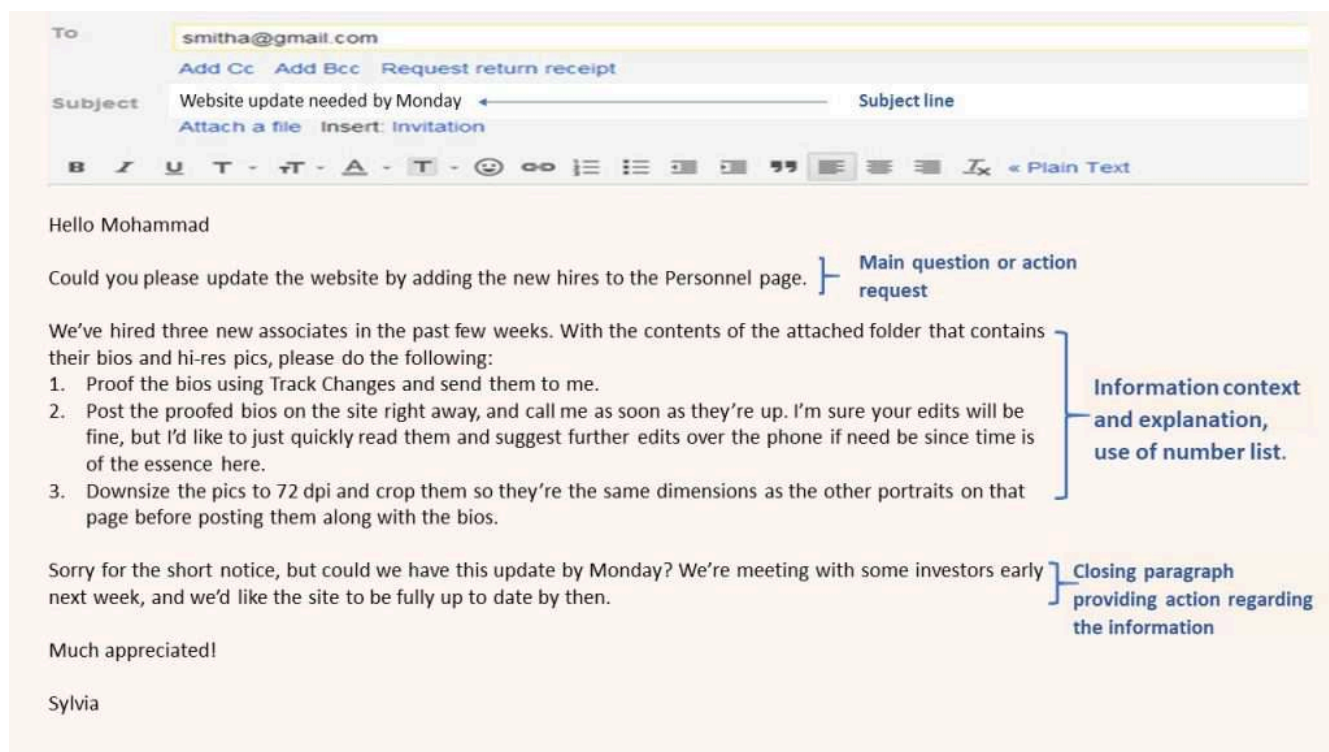 To
smitha@gmail.com
Add Cc Add Bcc Request return receipt
Subject
Website update needed by Monday
Subject line
Attach a file Insert: Invitation
B I U T - TT - A - T - Tx « Plain Text
Hello Mohammad
Could you please update the website by adding the new hires to the Personnel page.
Main question or action
request
We’ve hired three new associates in the past few weeks. With the contents of the attached folder that contains
their bios and hi-res pics, please do the following:
1. Proof the bios using Track Changes and send them to me.
2. Post the proofed bios on the site right away, and call me as soon as they’re up. I’m sure your edits will be
fine, but I’d like to just quickly read them and suggest further edits over the phone if need be since time is
of the essence here.
3. Downsize the pics to 72 dpi and crop them so they’re the same dimensions as the other portraits on that
page before posting them along with the bios.
Information context
and explanation,
use of number list.
Sorry for the short notice, but could we have this update by Monday? We’re meeting with some investors early
next week, and we’d like the site to be fully up to date by then.
Closing paragraph
providing action regarding
the information
Much appreciated!
Sylvia